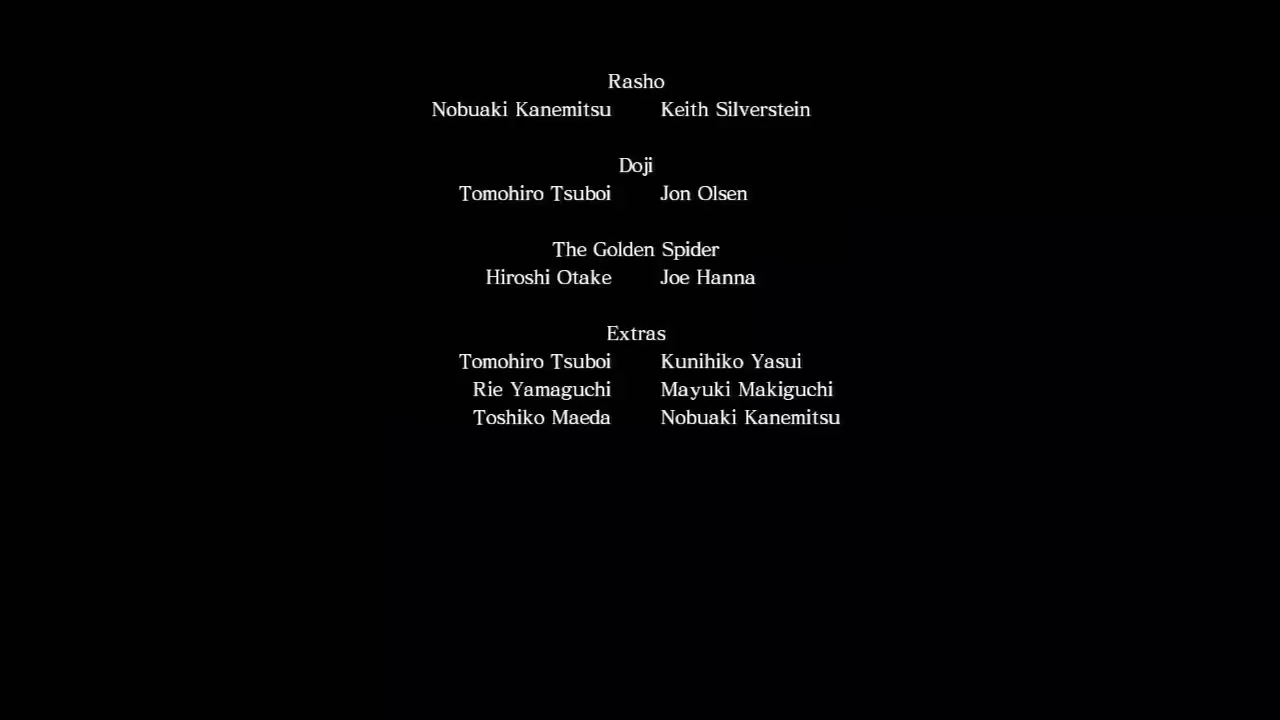 Rasho
Nobuaki Kanemitsu Keith Silverstein
Doji
Tomohiro Tsuboi Jon Olsen
The Golden Spider
Hiroshi Otake Joe Hanna
Extras
Tomohiro Tsuboi Kunihiko Yasui
Rie Yamaguchi Mayuki Makiguchi
Toshiko Maeda Nobuaki Kanemitsu